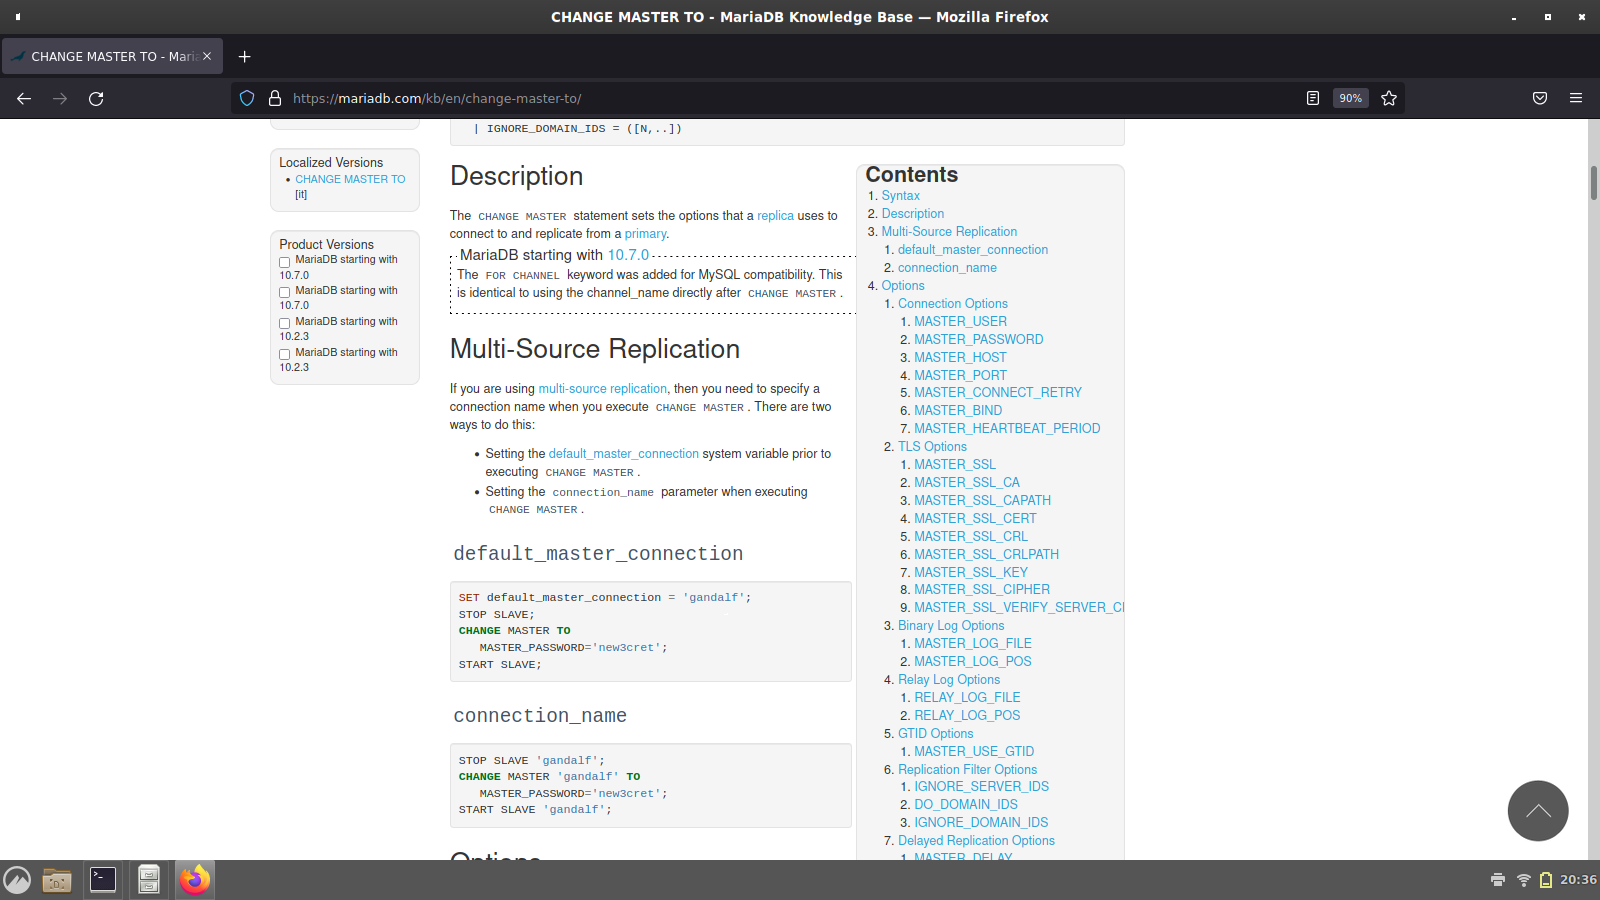 CHANGE MASTER TO - MariaDB Knowledge Base — Mozilla Firefox
CHANGE MASTER TO - Maria
https://mariadb.com/kb/en/change-master-to/
90%
| IGNORE_DOMAIN_IDS = ([N,..])
Localized Versions
CHANGE MASTER TO
[it]
Product Versions
MariaDB starting with
10.7.0
MariaDB starting with
10.7.0
MariaDB starting with
10.2.3
MariaDB starting with
10.2.3
Description
The CHANGE MASTER statement sets the options that a replica uses to
connect to and replicate from a primary.
MariaDB starting with 10.7.0
The FOR CHANNEL keyword was added for MySQL compatibility. This
is identical to using the channel_name directly after CHANGE MASTER.
Multi-Source Replication
If you are using multi-source replication, then you need to specify a
connection name when you execute CHANGE MASTER. There are two
ways to do this:
Setting the default_master_connection system variable prior to
executing CHANGE MASTER.
Setting the connection_name parameter when executing
CHANGE MASTER.
default_master_connection
SET default_master_connection = 'gandalf';
STOP SLAVE;
CHANGE MASTER TO
MASTER_PASSWORD='new3cret';
START SLAVE;
connection_name
STOP SLAVE 'gandalf';
CHANGE MASTER 'gandalf' TO
MASTER_PASSWORD='new3cret';
START SLAVE 'gandalf';
Options
Contents
1. Syntax
2. Description
3. Multi-Source Replication
1. default_master_connection
2. connection_name
4. Options
1. Connection Options
1. MASTER_USER
2. MASTER_PASSWORD
3. MASTER_HOST
4. MASTER_PORT
5. MASTER_CONNECT_RETRY
6. MASTER_BIND
7. MASTER_HEARTBEAT_PERIOD
2. TLS Options
1. MASTER_SSL
2. MASTER_SSL_CA
3. MASTER_SSL_CAPATH
4. MASTER_SSL_CERT
5. MASTER_SSL_CRL
6. MASTER_SSL_CRLPATH
7. MASTER_SSL_KEY
8. MASTER_SSL_CIPHER
9. MASTER_SSL_VERIFY_SERVER_CE
3. Binary Log Options
1. MASTER_LOG_FILE
2. MASTER_LOG_POS
4. Relay Log Options
1. RELAY_LOG_FILE
2. RELAY_LOG_POS
5. GTID Options
1. MASTER_USE_GTID
6. Replication Filter Options
1. IGNORE_SERVER_IDS
2. DO_DOMAIN_IDS
3. IGNORE_DOMAIN_IDS
7. Delayed Replication Options
1. MASTER_DELAY
20:36